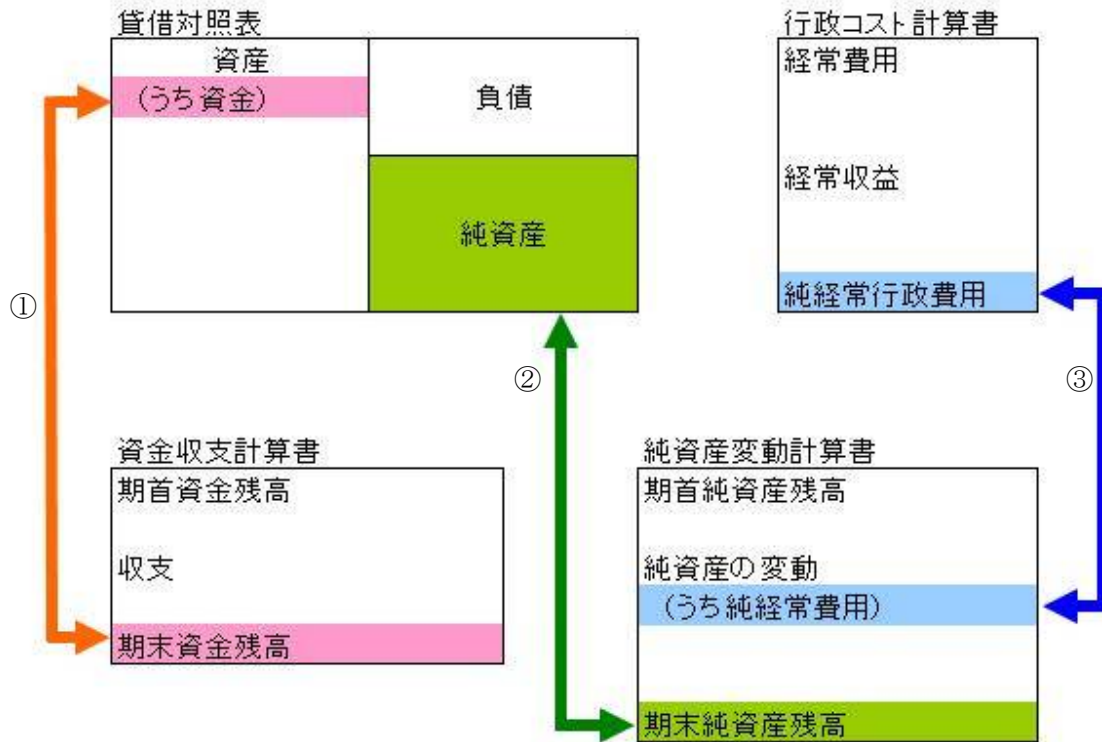 貸借対照表
資産
(うち資金)
負債
純資産
行政コスト計算書
経常費用
経常収益
純経常行政費用
①
②
③
資金収支計算書
期首資金残高
収支
期末資金残高
純資産変動計算書
期首純資産残高
純資産の変動
(うち純経常費用)
期末純資産残高